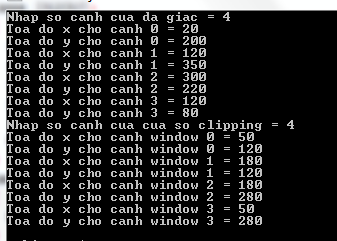 Nhap so canh cua da giac = 4
Toa do x cho canh 0 = 20
Toa do y cho canh 0 = 200
Toa do x cho canh 1 = 120
Toa do y cho canh 1 = 350
Toa do x cho canh 2 = 300
Toa do y cho canh 2 = 220
Toa do x cho canh 3 = 120
Toa do y cho canh 3 = 80
Nhap so canh cua cua so clipping = 4
Toa do x cho canh window 0 = 50
Toa do y cho canh window 0 = 120
Toa do x cho canh window 1 = 180
Toa do y cho canh window 1 = 120
Toa do x cho canh window 2 = 180
Toa do y cho canh window 2 = 280
Toa do x cho canh window 3 = 50
Toa do y cho canh window 3 = 280